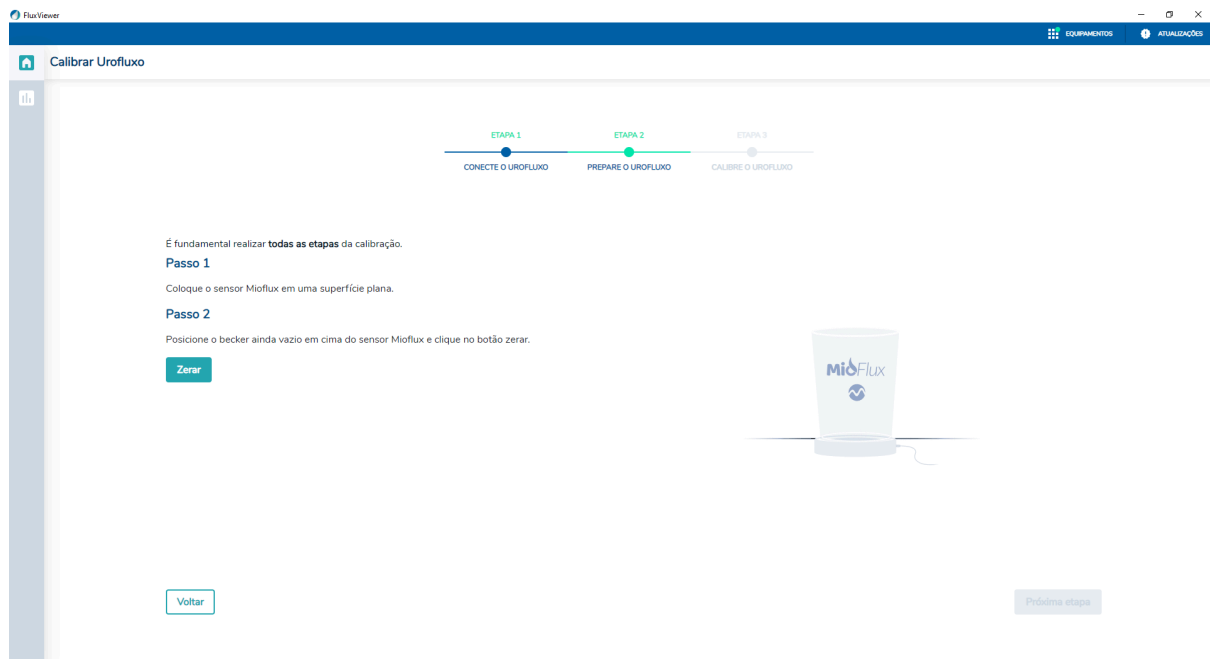 FluxViewer
EQUIPAMENTOS
ATUALIZAÇÕES
Calibrar Urofluxo
ETAPA 1
ETAPA 2
ETAPA 3
CONECTE O UROFLUXO
PREPARE O UROFLUXO
CALIBRE O UROFLUXO
É fundamental realizar todas as etapas da calibração.
Passo 1
Coloque o sensor Mioflux em uma superfície plana.
Passo 2
Posicione o becker ainda vazio em cima do sensor Mioflux e clique no botão zerar.
Zerar
MioFlux
Voltar
Próxima etapa